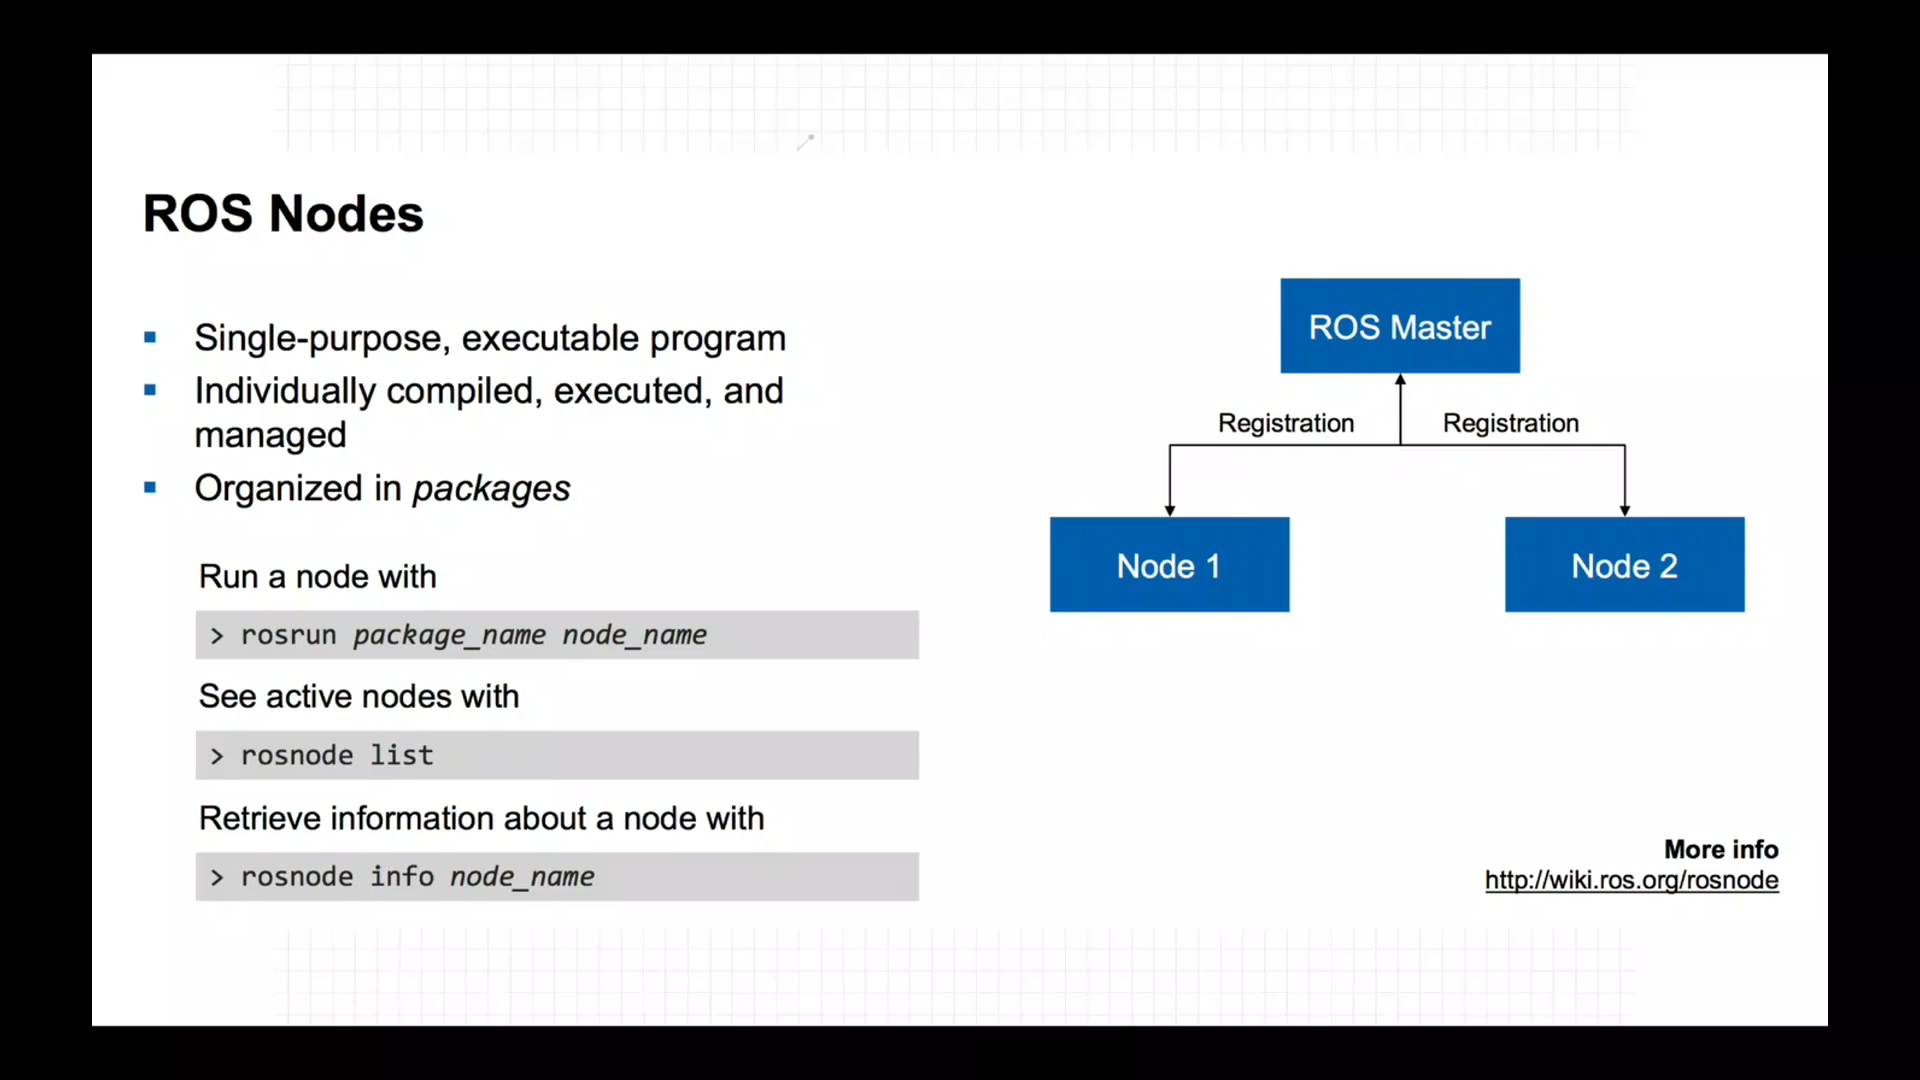 ROS Nodes
Single-purpose, executable program
Individually compiled, executed, and
managed
Organized in packages
Run a node with
> rosrun package_name node_name
See active nodes with
> rosnode list
Retrieve information about a node with
> rosnode info node_name
ROS Master
Registration
Registration
Node 1
Node 2
More info
http://wiki.ros.org/rosnode